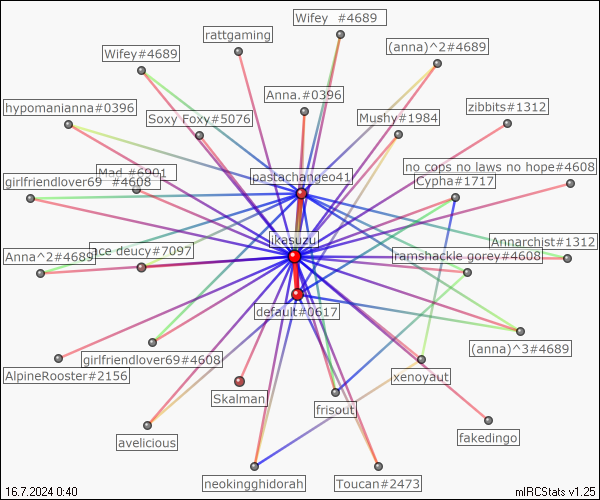 Wifey #4689
rattgaming
(anna)^2#4689
Wifey#4689
Anna.#0396
hypomanianna#0396
Soxy Foxy#5076
Mushy#1984
zibbits#1312
Mad #6901
no cops no laws no hope#4608
pastachangeo41
girlfriendlover69 #4608
Cypha#1717
ikasuzu
Annarchist#1312
Anna^2#4689
nce deucy#7097
ramshackle gorey#4608
default#0617
(anna)^3#4689
girlfriendlover69#4608
AlpineRooster#2156
xenoyaut
Skalman
frisout
fakedingo
avelicious
neokingghidorah
Toucan#2473
16.7.2024 0:40
mIRCStats v1.25